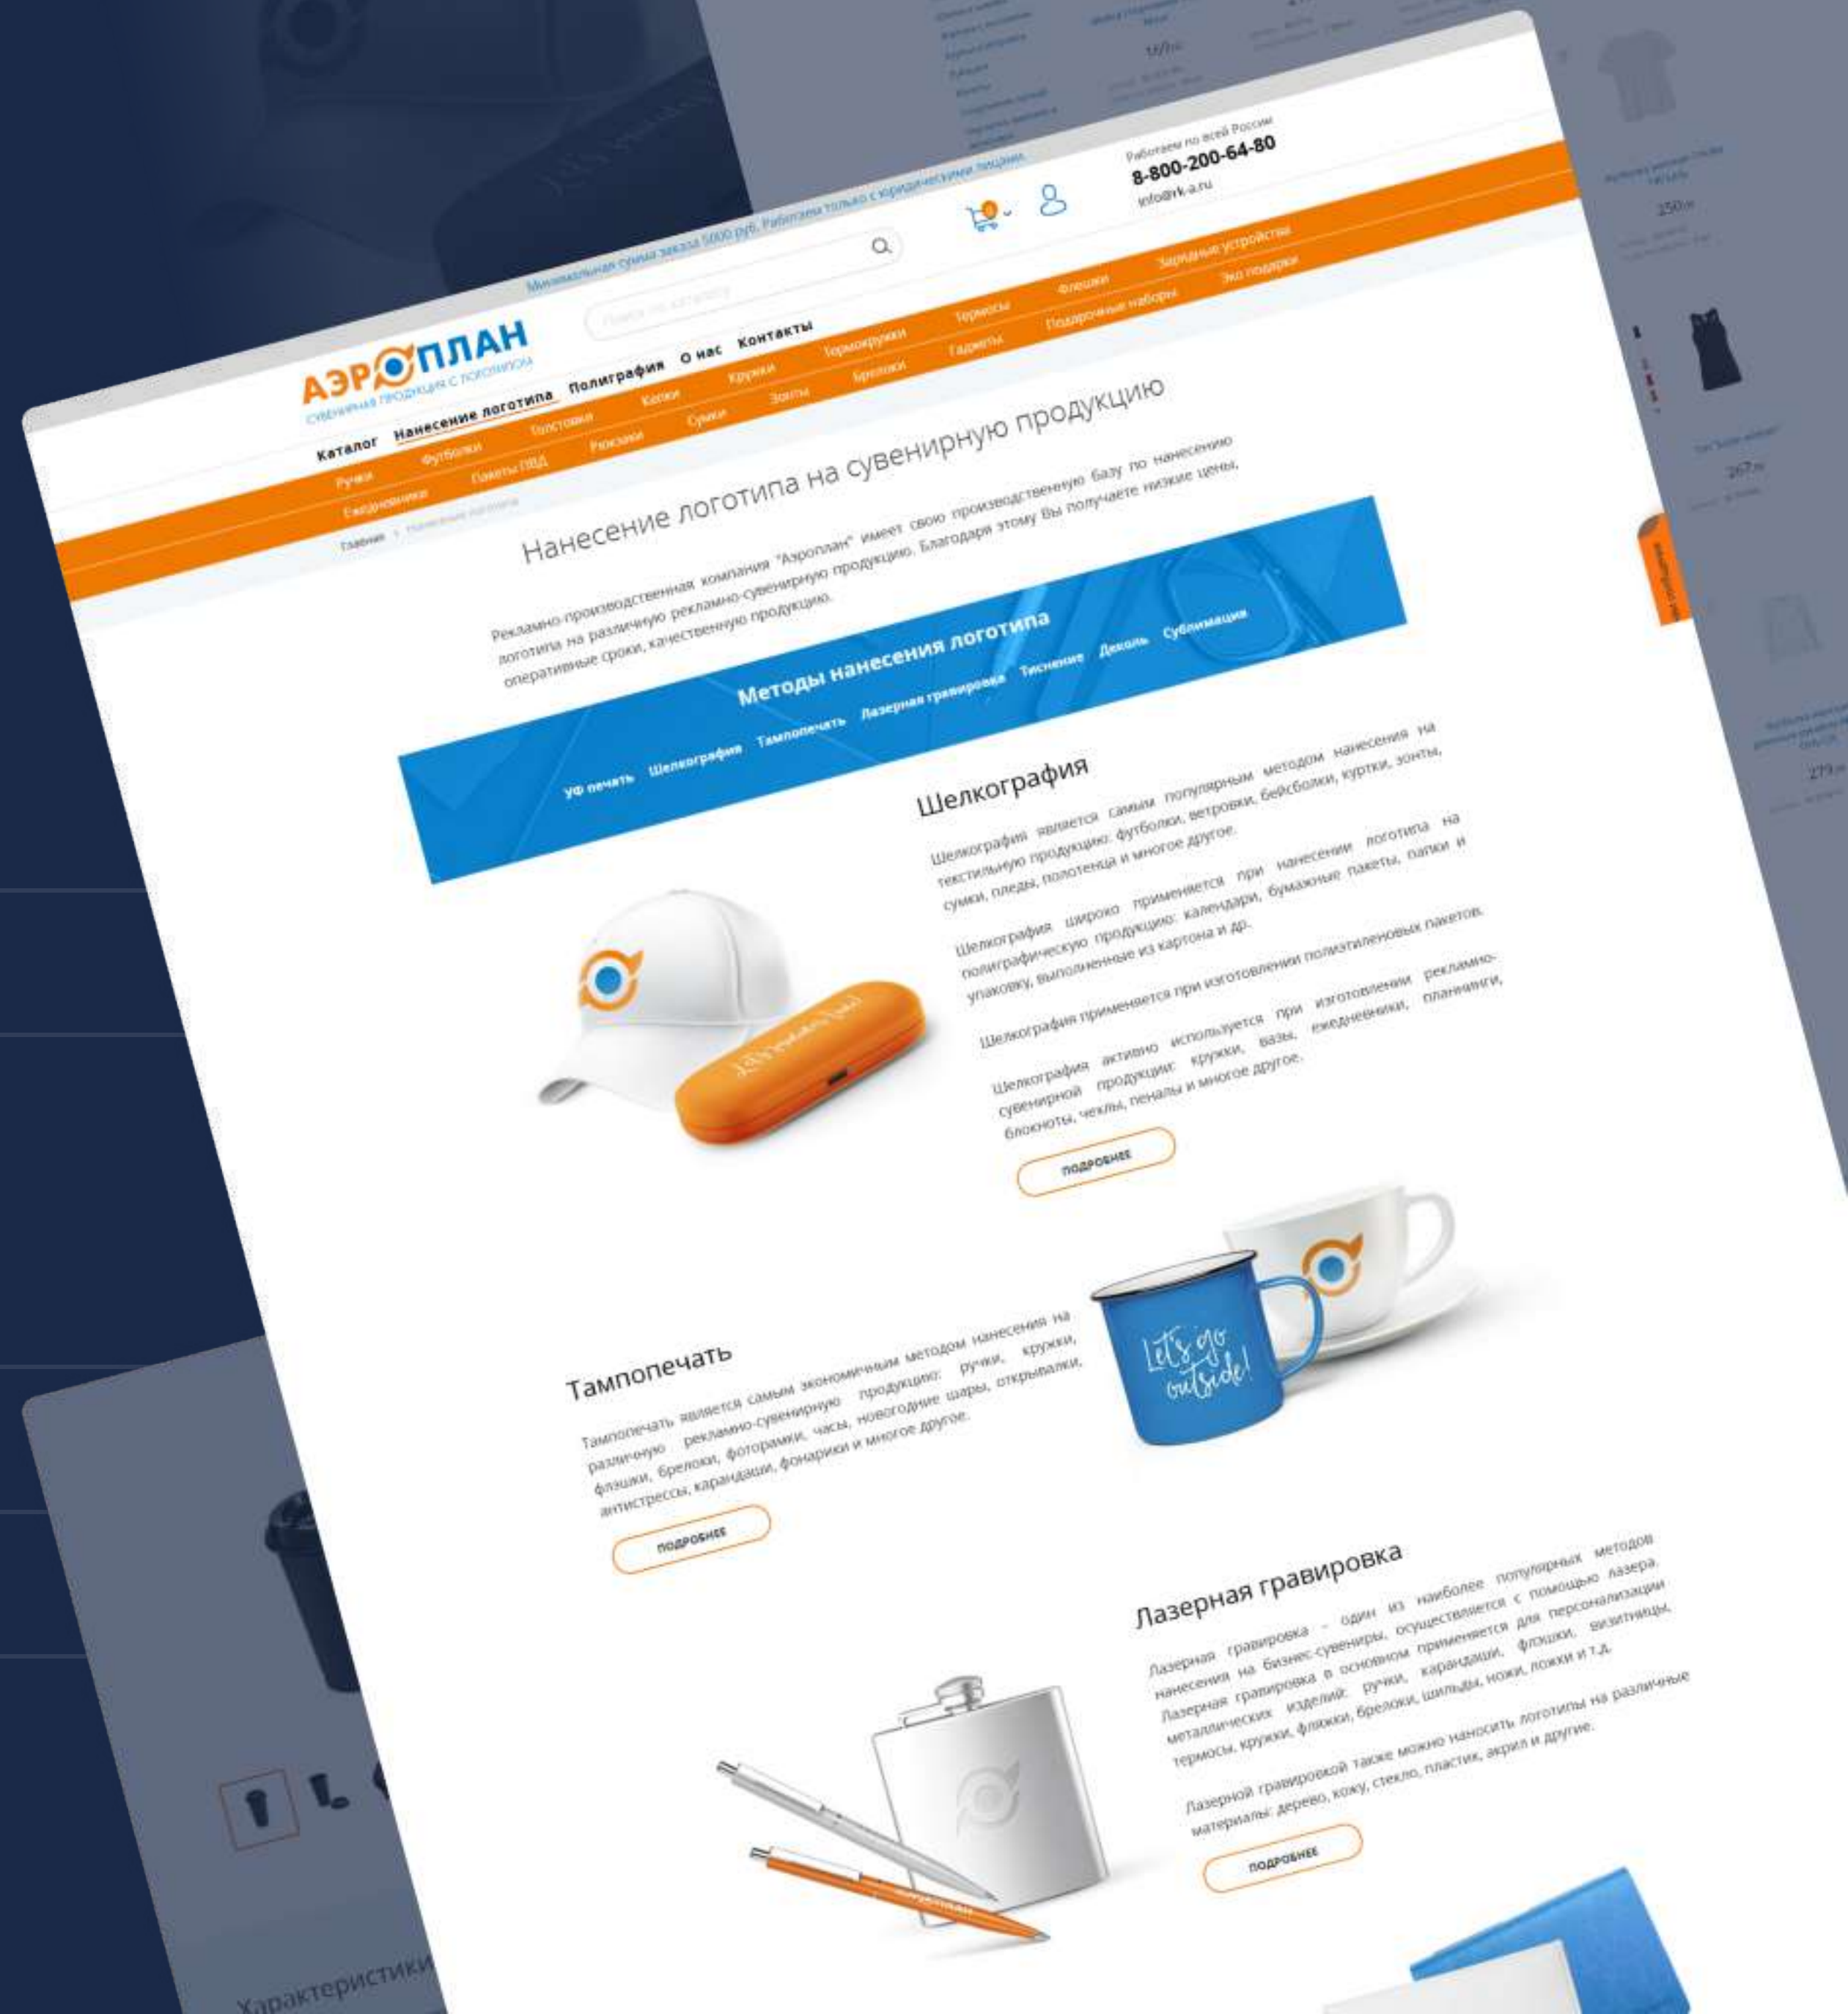 Минимальная сумма заказа 5000 руб. Работаем только с юридическими лицами.
АЭРОПЛАН
СУВЕНИРНАЯ ПРОДУКЦИЯ С ЛОГОТИПОМ
Поиск по каталогу
0
Работаем по всей России
8-800-200-64-80
info@rk-a.ru
Каталог Нанесение логотипа Полиграфия О нас Контакты
Ручки Футболки Толстовки Кепки Кружки Термокружки Термосы Флешки Зарядные устройства
Ежедневники Пакеты ПВД Рюкзаки Сумки Зонты Брелоки Гаджеты Подарочные наборы Эко подарки
Главная > Нанесение логотипа
Нанесение логотипа на сувенирную продукцию
Рекламно-производственная компания "Аэроплан" имеет свою производственную базу по нанесению
логотипа на различную рекламно-сувенирную продукцию. Благодаря этому Вы получаете низкие цены,
оперативные сроки, качественную продукцию.
Методы нанесения логотипа
УФ печать Шелкография Тампопечать Лазерная гравировка Тиснение Деколь Сублимация
Шелкография
Шелкография является самым популярным методом нанесения на
текстильную продукцию: футболки, ветровки, бейсболки, куртки, зонты,
сумки, пледы, полотенца и многое другое.
Шелкография широко применяется при нанесении логотипа на
полиграфическую продукцию: календари, бумажные пакеты, папки и
упаковку, выполненные из картона и др.
Шелкография применяется при изготовлении полиэтиленовых пакетов.
Шелкография активно используется при изготовлении рекламно-
сувенирной продукции: кружки, вазы, ежедневники, планнинги,
блокноты, чехлы, пеналы и многое другое.
ПОДРОБНЕЕ
Let's go
outside!
Тампопечать
Тампопечать является самым экономичным методом нанесения на
различную рекламно-сувенирную продукцию: ручки, кружки,
флэшки, брелоки, фоторамки, часы, новогодние шары, открывалки,
антистрессы, карандаши, фонарики и многое другое.
ПОДРОБНЕЕ
Лазерная гравировка
Лазерная гравировка – один из наиболее популярных методов
нанесения на бизнес-сувениры, осуществляется с помощью лазера.
Лазерная гравировка в основном применяется для персонализации
металлических изделий: ручки, карандаши, флэшки, визитницы,
термосы, кружки, фляжки, брелоки, шильды, ножи, ложки и т.д.
Лазерной гравировкой также можно наносить логотипы на различные
материалы: дерево, кожу, стекло, пластик, акрил и другие.
ПОДРОБНЕЕ
Характеристики
250
267
279